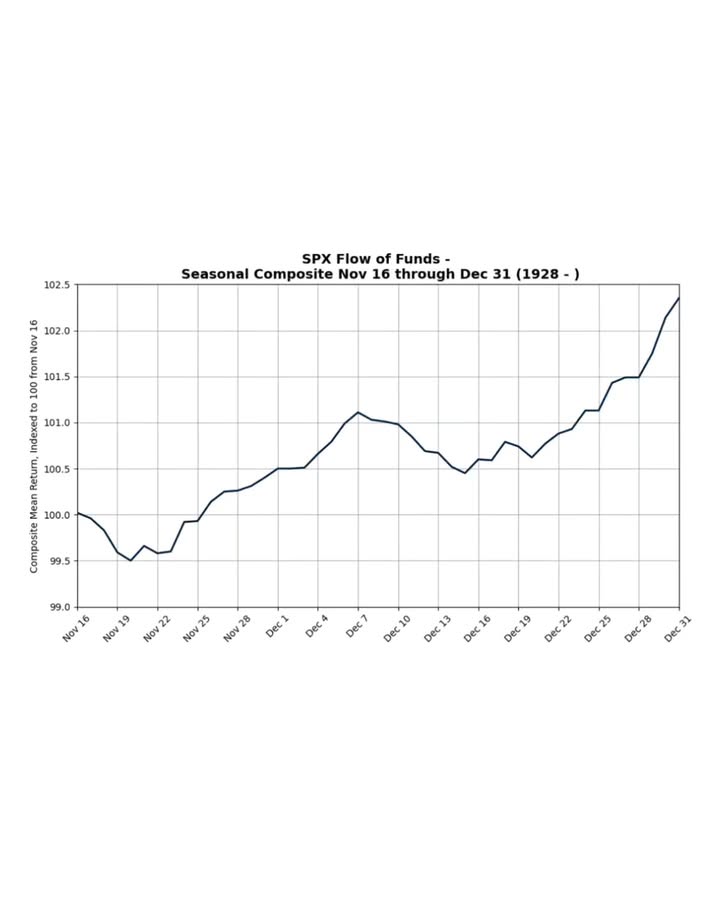 SPX Flow of Funds -
Seasonal Composite Nov 16 through Dec 31 (1928 - )
Composite Mean Return, Indexed to 100 from Nov 16
102.5
102.0
101.5
101.0
100.5
100.0
99.5
99.0
Nov 16
Nov 19
Nov 22
Nov 25
Nov 28
Dec 1
Dec 4
Dec 7
Dec 10
Dec 13
Dec 16
Dec 19
Dec 22
Dec 25
Dec 28
Dec 31